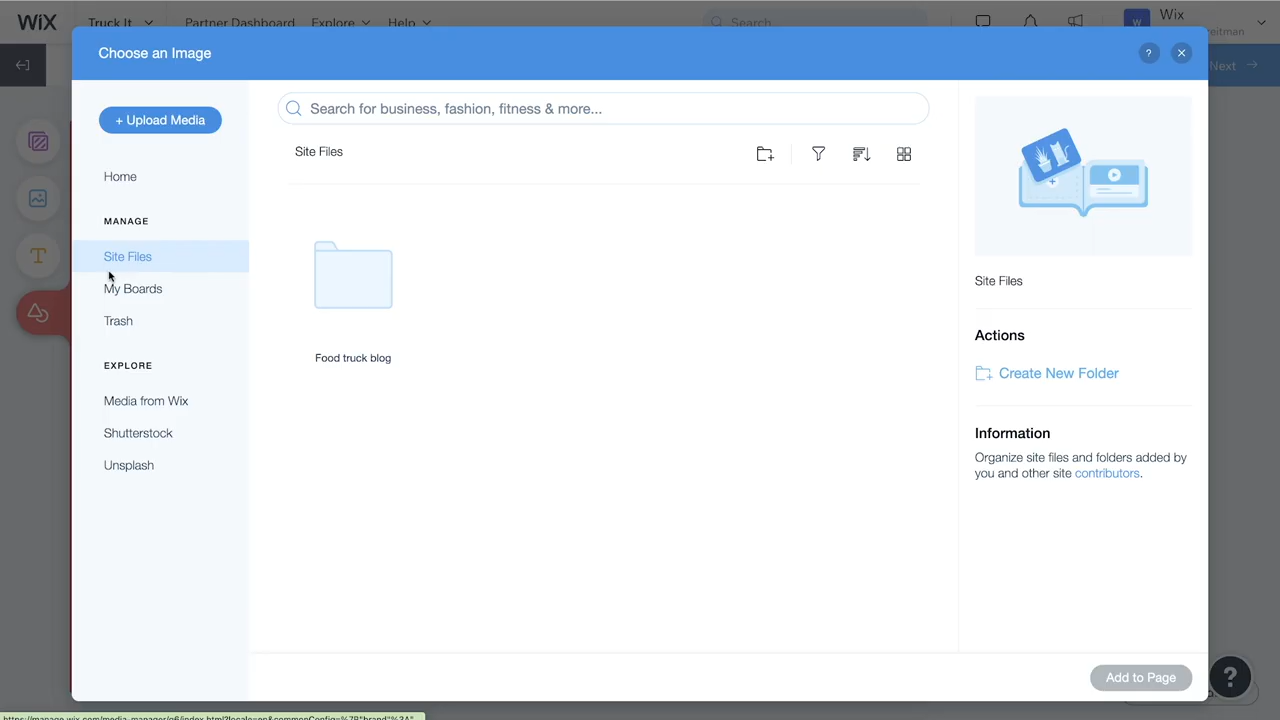 WiX
Truck It
Partner Dashboard
Explore
Help
Search...
W
Wix
eitman
Choose an Image
?
Next
+ Upload Media
Search for business, fashion, fitness & more...
Site Files
Home
MANAGE
Site Files
My Boards
Trash
EXPLORE
Media from Wix
Shutterstock
Unsplash
Food truck blog
T
Site Files
Actions
Create New Folder
Information
Organize site files and folders added by
you and other site contributors.
Add to Page
?